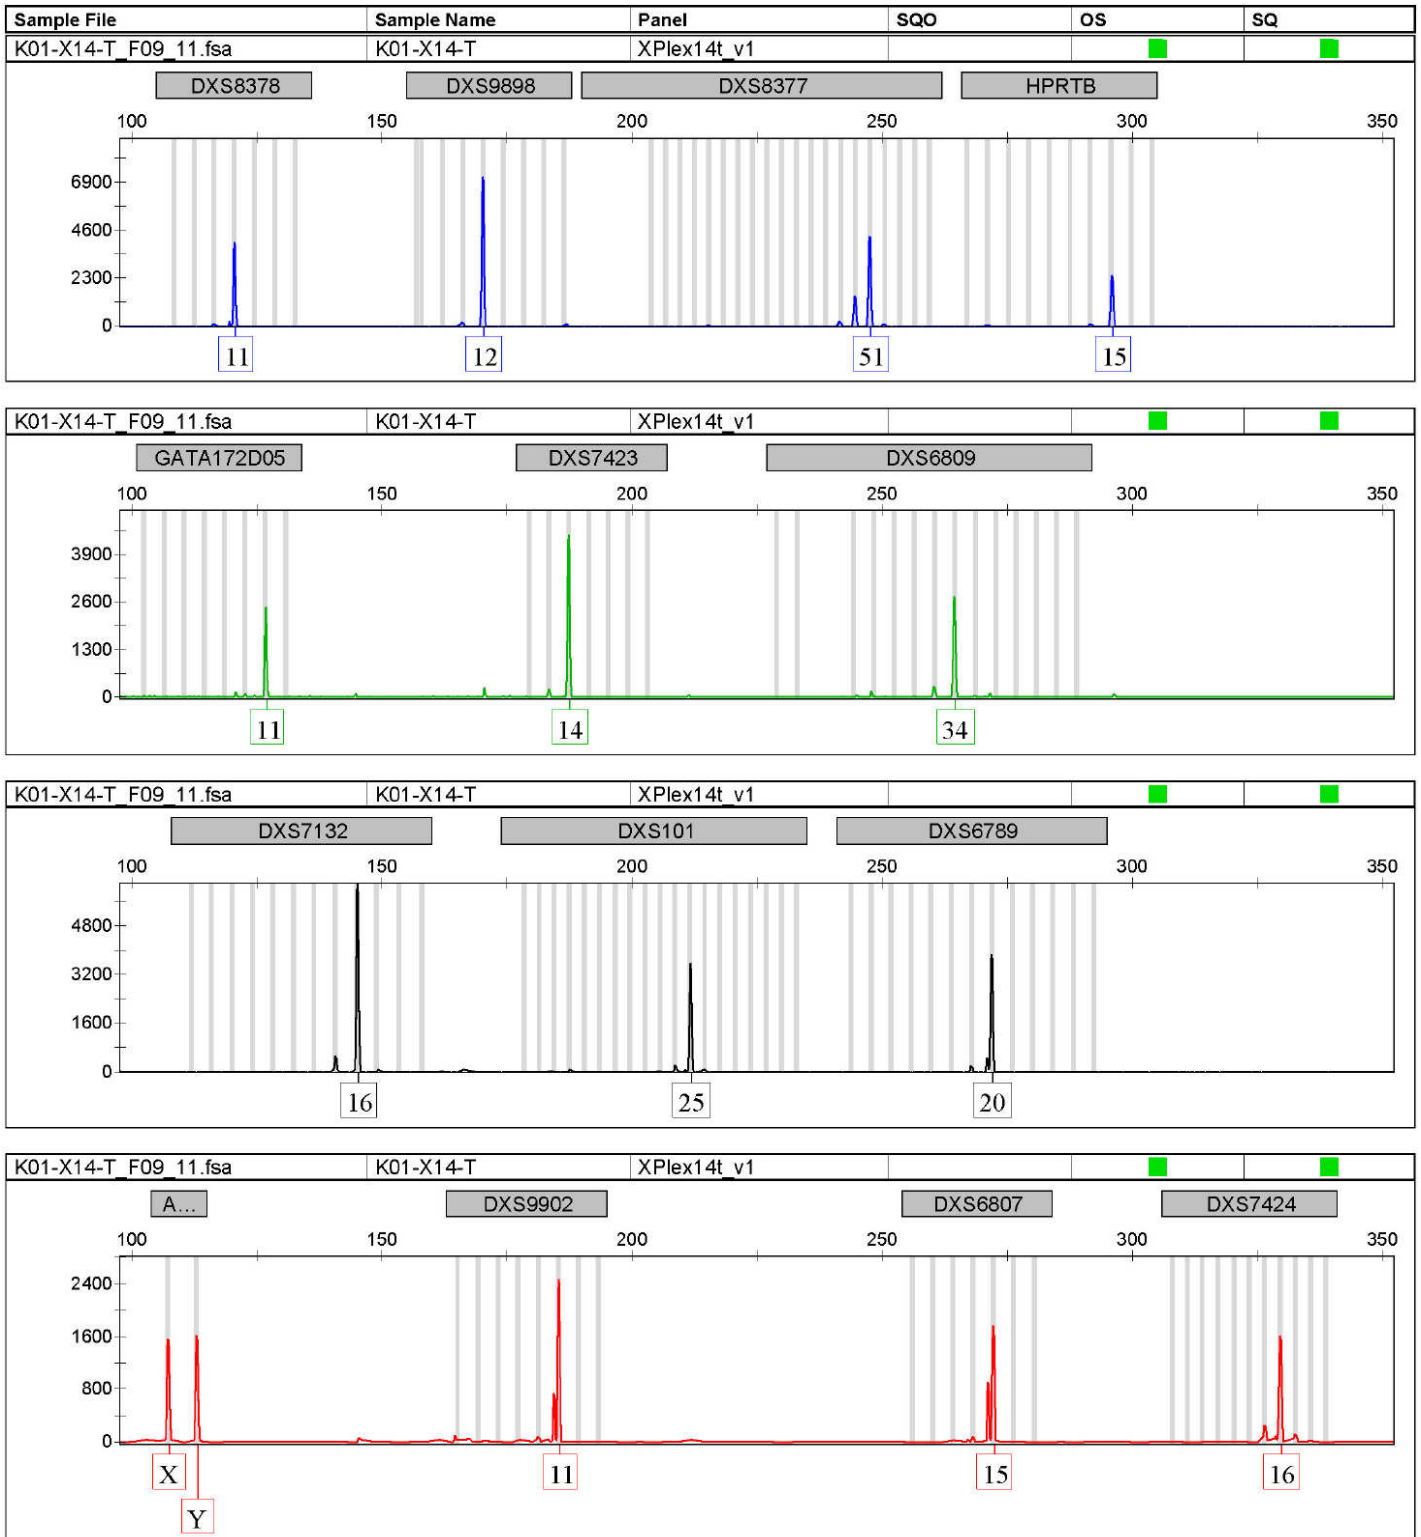 Sample File Sample Name Panel SQO OS SQ
K01-X14-T_F09_11.fsa K01-X14-T XPlex14t_v1
DXS8378 DXS9898 DXS8377 HPRTB
100 150 200 250 300 350
6900
4600
2300
0
11 12 51 15
K01-X14-T_F09_11.fsa K01-X14-T XPlex14t_v1
GATA172D05 DXS7423 DXS6809
100 150 200 250 300 350
3900
2600
1300
0
11 14 34
K01-X14-T_F09_11.fsa K01-X14-T XPlex14t_v1
DXS7132 DXS101 DXS6789
100 150 200 250 300 350
4800
3200
1600
0
16 25 20
K01-X14-T_F09_11.fsa K01-X14-T XPlex14t_v1
A... DXS9902 DXS6807 DXS7424
100 150 200 250 300 350
2400
1600
800
0
X 11 15 16
Y